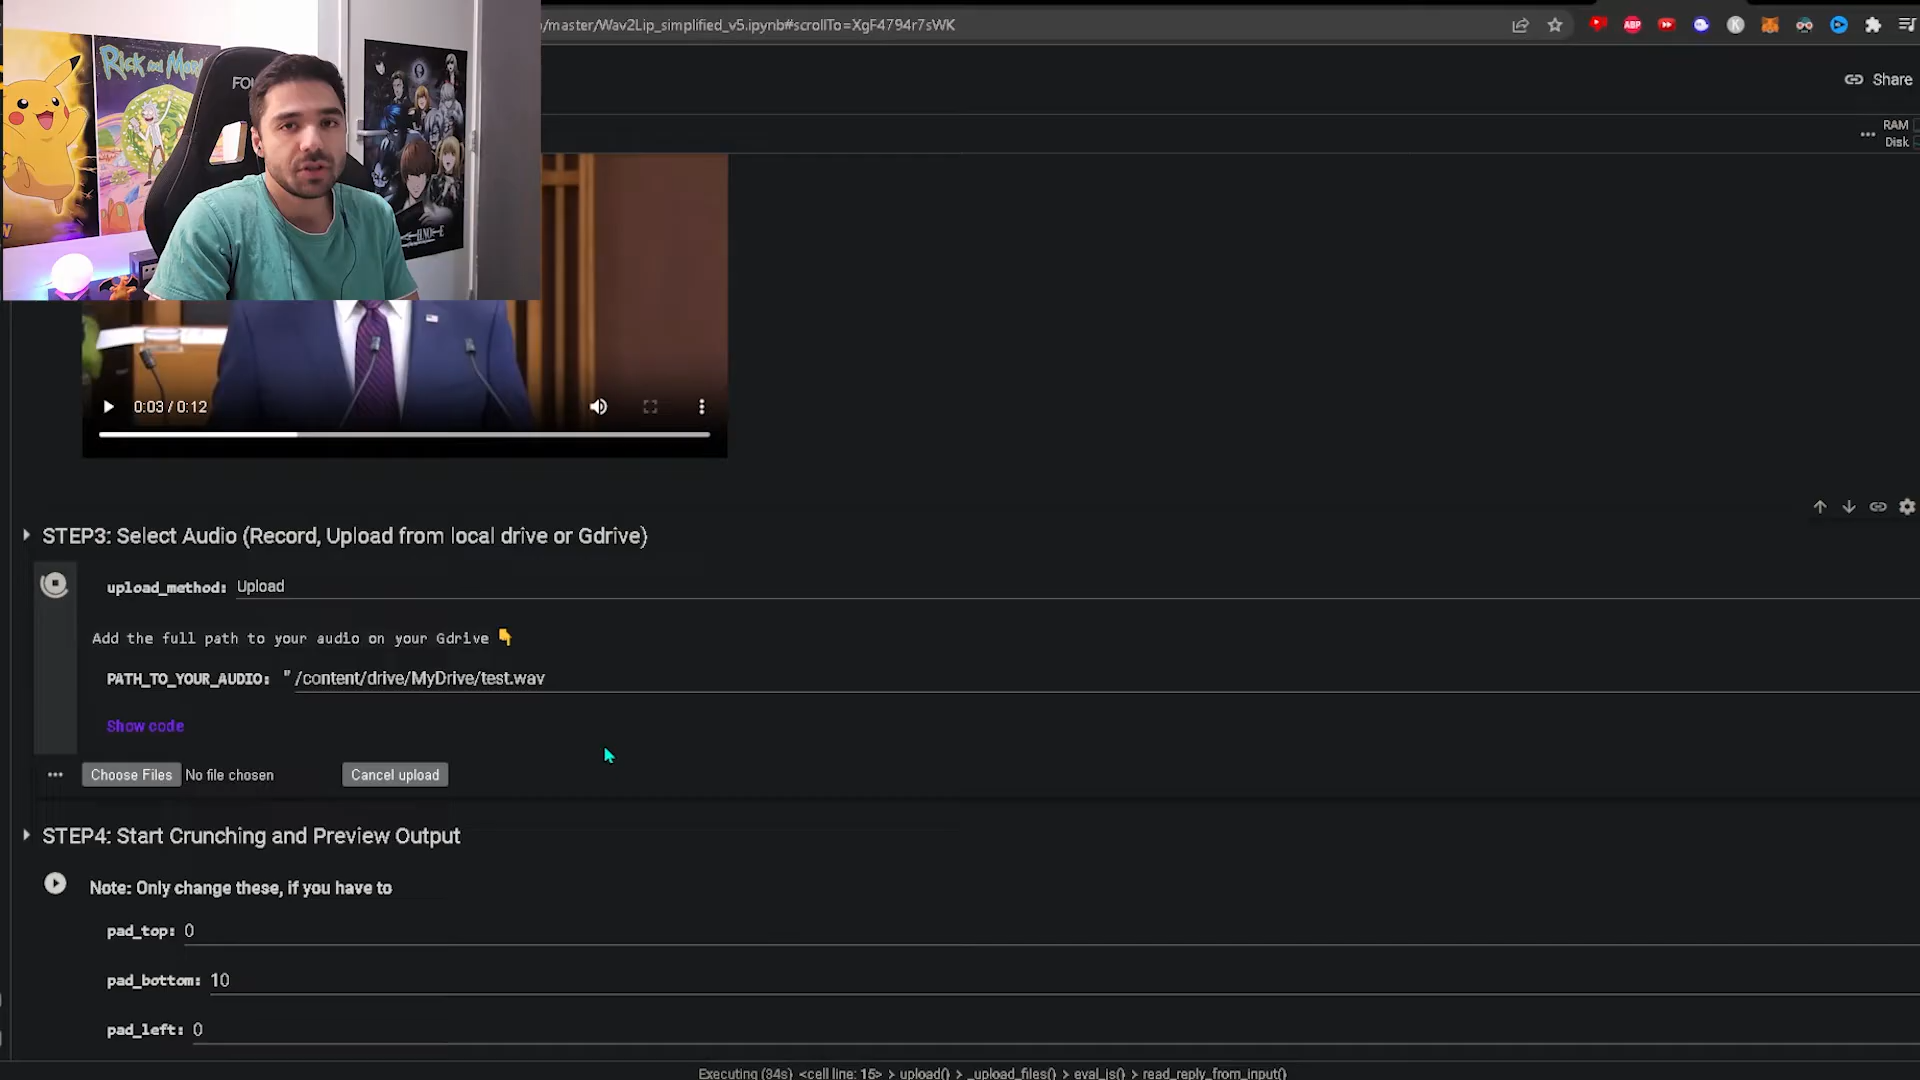 /master/Wav2Lip_simplified_v5.ipynb#scrollTo=XgF4794r7sWK
ABP
K
RiCK and MoR
FOU
Share
RAM
Disk
0:03 / 0:12
STEP3: Select Audio (Record, Upload from local drive or Gdrive)
upload_method: Upload
Add the full path to your audio on your Gdrive 👇
PATH_TO_YOUR_AUDIO: "/content/drive/MyDrive/test.wav
Show code
Choose Files No file chosen Cancel upload
STEP4: Start Crunching and Preview Output
Note: Only change these, if you have to
pad_top: 0
pad_bottom: 10
pad_left: 0
Executing (34s) <cell line: 15> > upload() > _upload_files() > eval_js() > read_reply_from_input()